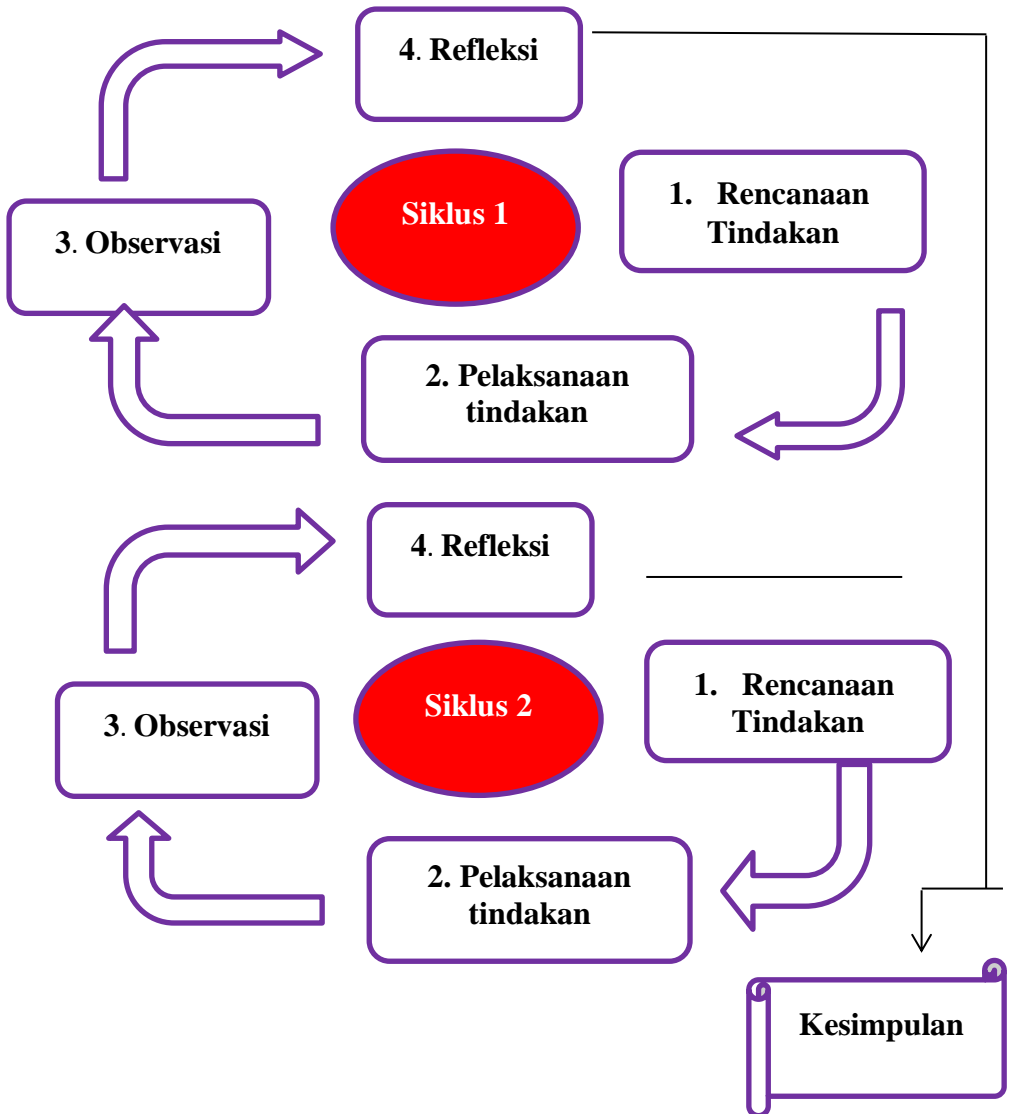 4. Refleksi
Siklus 1
1. Rencanaan
Tindakan
3. Observasi
2. Pelaksanaan
tindakan
4. Refleksi
Siklus 2
1. Rencanaan
Tindakan
3. Observasi
2. Pelaksanaan
tindakan
Kesimpulan